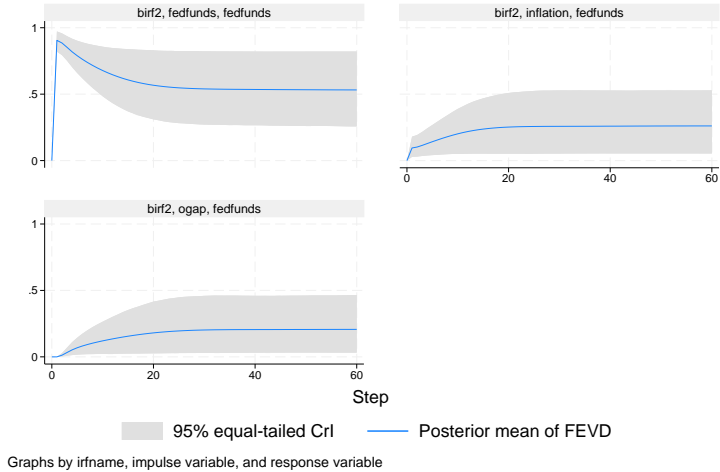 birf2, fedfunds, fedfunds
birf2, inflation, fedfunds
1
.5
0
0 20 40 60
birf2, ogap, fedfunds
1
.5
0
0 20 40 60
Step
95% equal-tailed CrI
Posterior mean of FEVD
Graphs by irfname, impulse variable, and response variable